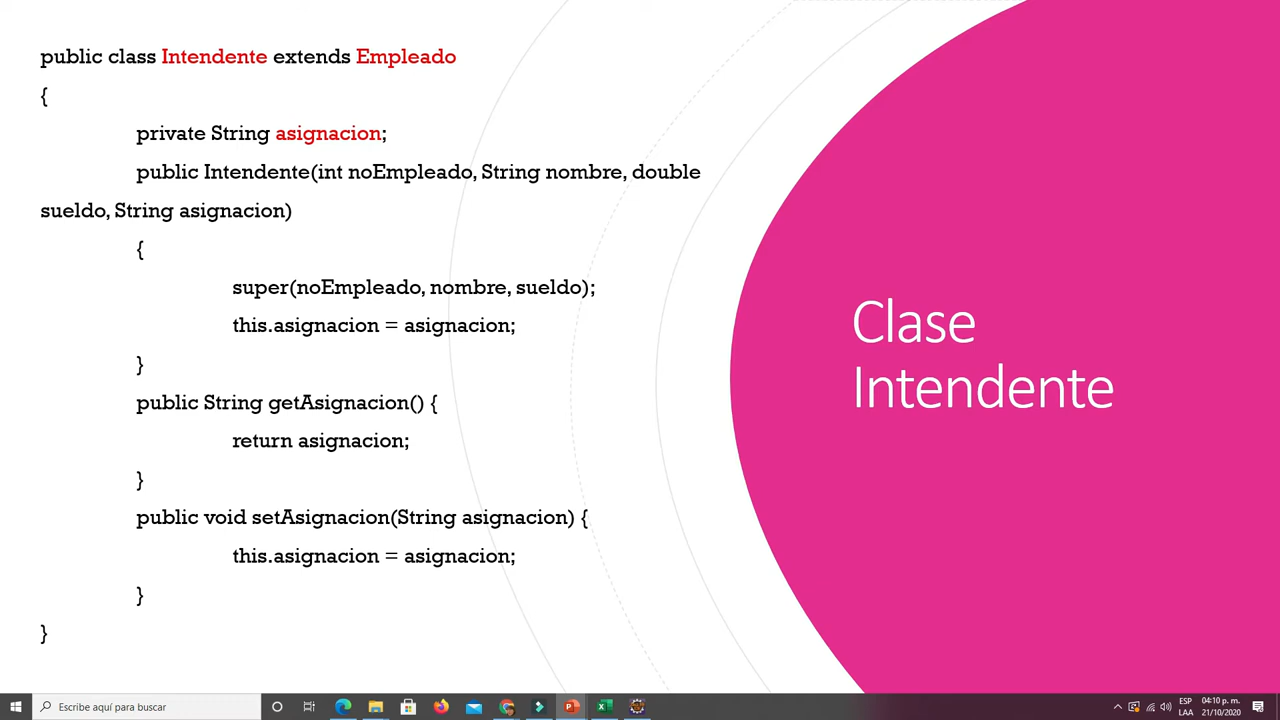 public class Intendente extends Empleado
{
private String asignacion;
public Intendente(int noEmpleado, String nombre, double
sueldo, String asignacion)
{
super(noEmpleado, nombre, sueldo);
this.asignacion = asignacion;
}
public String getAsignacion() {
return asignacion;
}
public void setAsignacion(String asignacion) {
this.asignacion = asignacion;
}
}
Clase
Intendente
Escribe aquí para buscar
ESP
LAA
04:10 p. m.
21/10/2020